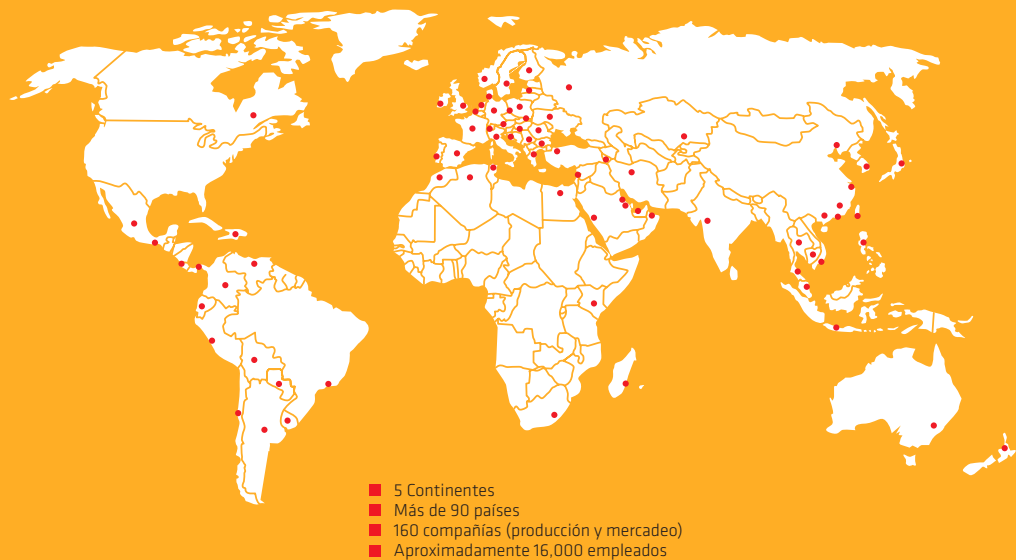 5 Continentes
Más de 90 países
160 compañías (producción y mercadeo)
Aproximadamente 16,000 empleados